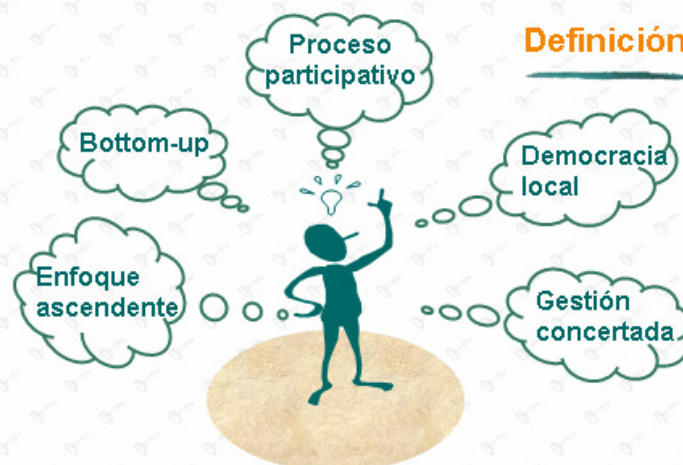 Definición
Proceso
participativo
Bottom-up
Democracia
local
Enfoque
ascendente
Gestión
concertada